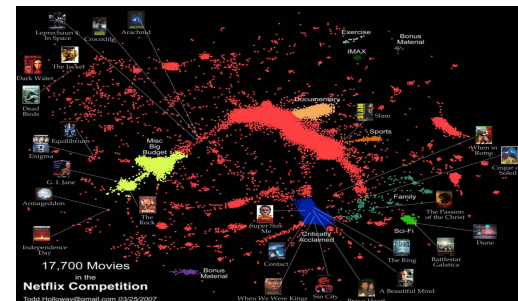 Leprechaun 4:
In Space
Crocodile
Arachnid
Exercise
Bonus
Material
IMAX
Dark Water
The Jacket
Documentary
Dead
Birds
Slam
Sports
Equilibrium
Misc
Big
Budget
Enigma
When in
Rome
Cirque du
Soleil
G. I. Jane
Family
Armageddon
The
Rock
Super Size
Me
The Passion
of the Christ
Critically
Acclaimed
Sci-Fi
Independence
Day
Contact
The Ring
Battlestar
Galatica
Dune
Bonus
Material
A Beautiful Mind
When We Were Kings
Sin City
17,700 Movies
in the
Netflix Competition
Todd.Holloway@gmail.com 03/25/2007